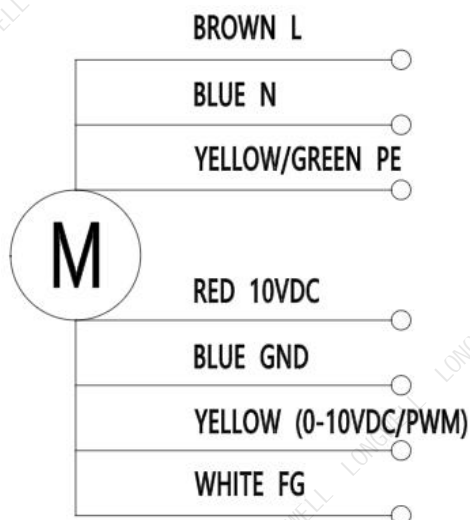 BROWN L
BLUE N
YELLOW/GREEN PE
M
RED 10VDC
BLUE GND
YELLOW (0-10VDC/PWM)
WHITE FG